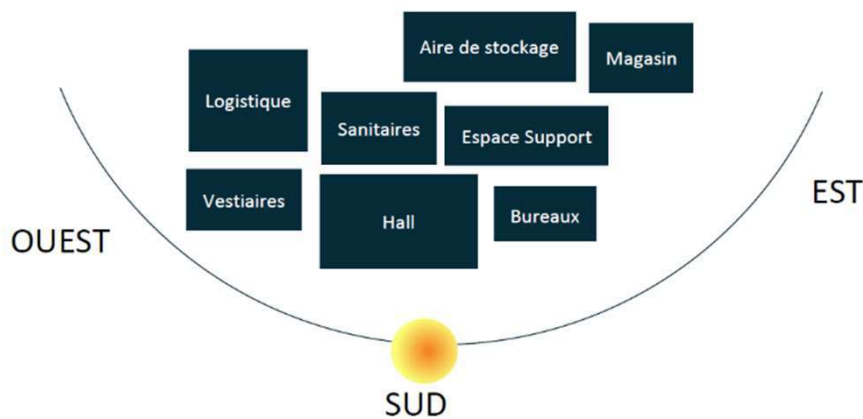 Aire de stockage
Magasin
Logistique
Sanitaires
Espace Support
Vestiaires
Hall
Bureaux
EST
OUEST
SUD